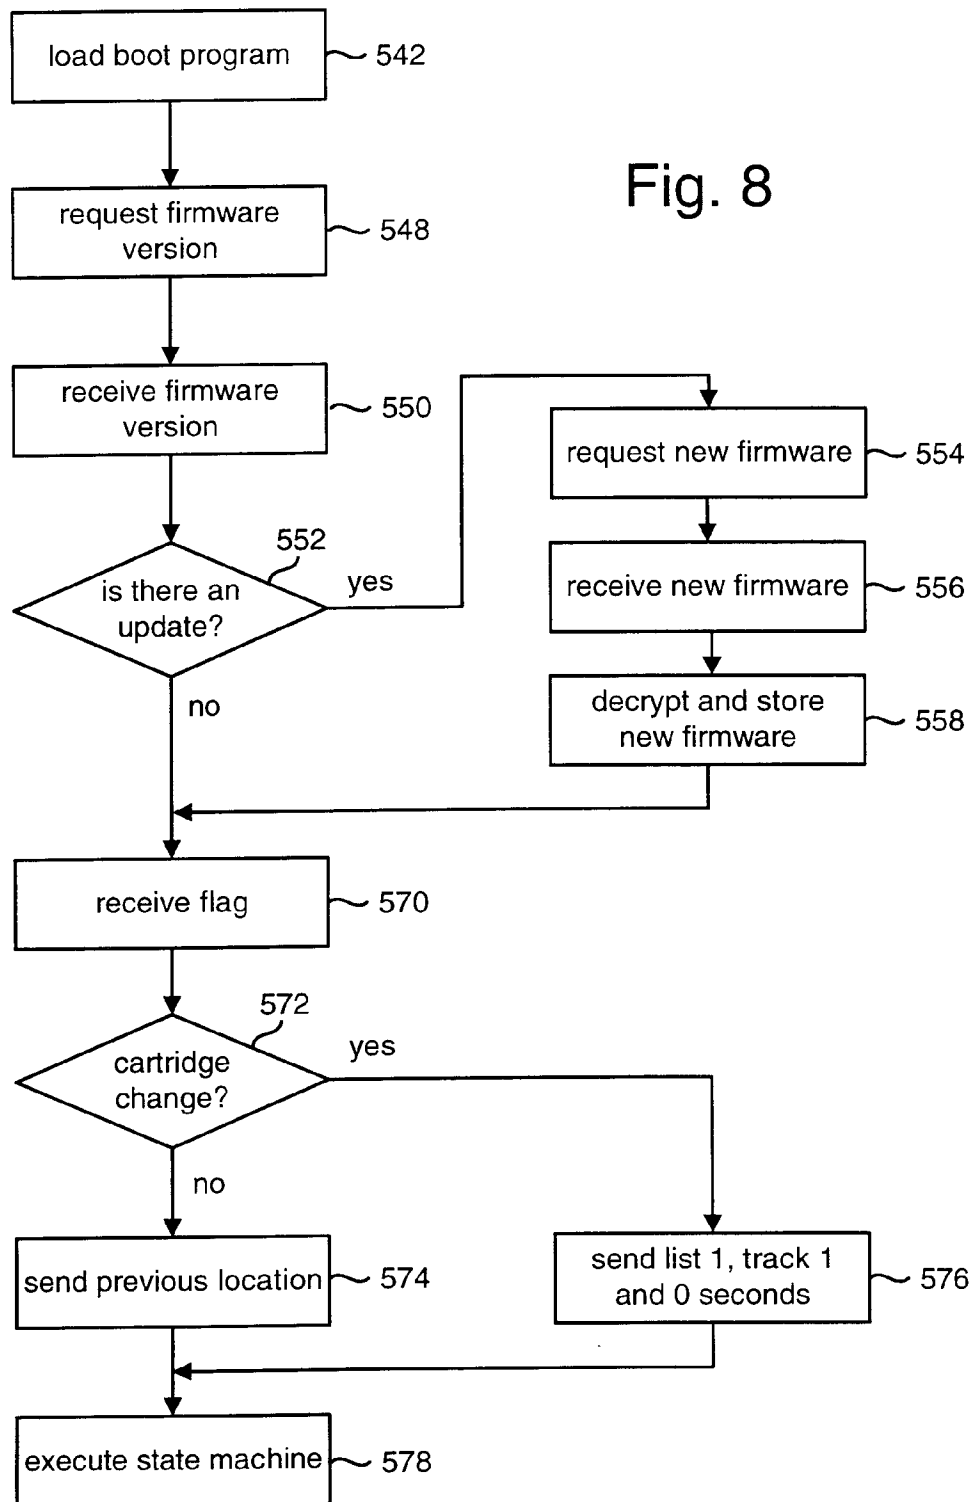 load boot program
542
Fig. 8
request firmware
version
548
receive firmware
version
550
request new firmware
554
552
is there an
update?
yes
receive new firmware
556
no
decrypt and store
new firmware
558
receive flag
570
572
cartridge
change?
yes
no
send previous location
574
send list 1, track 1
and 0 seconds
576
execute state machine
578